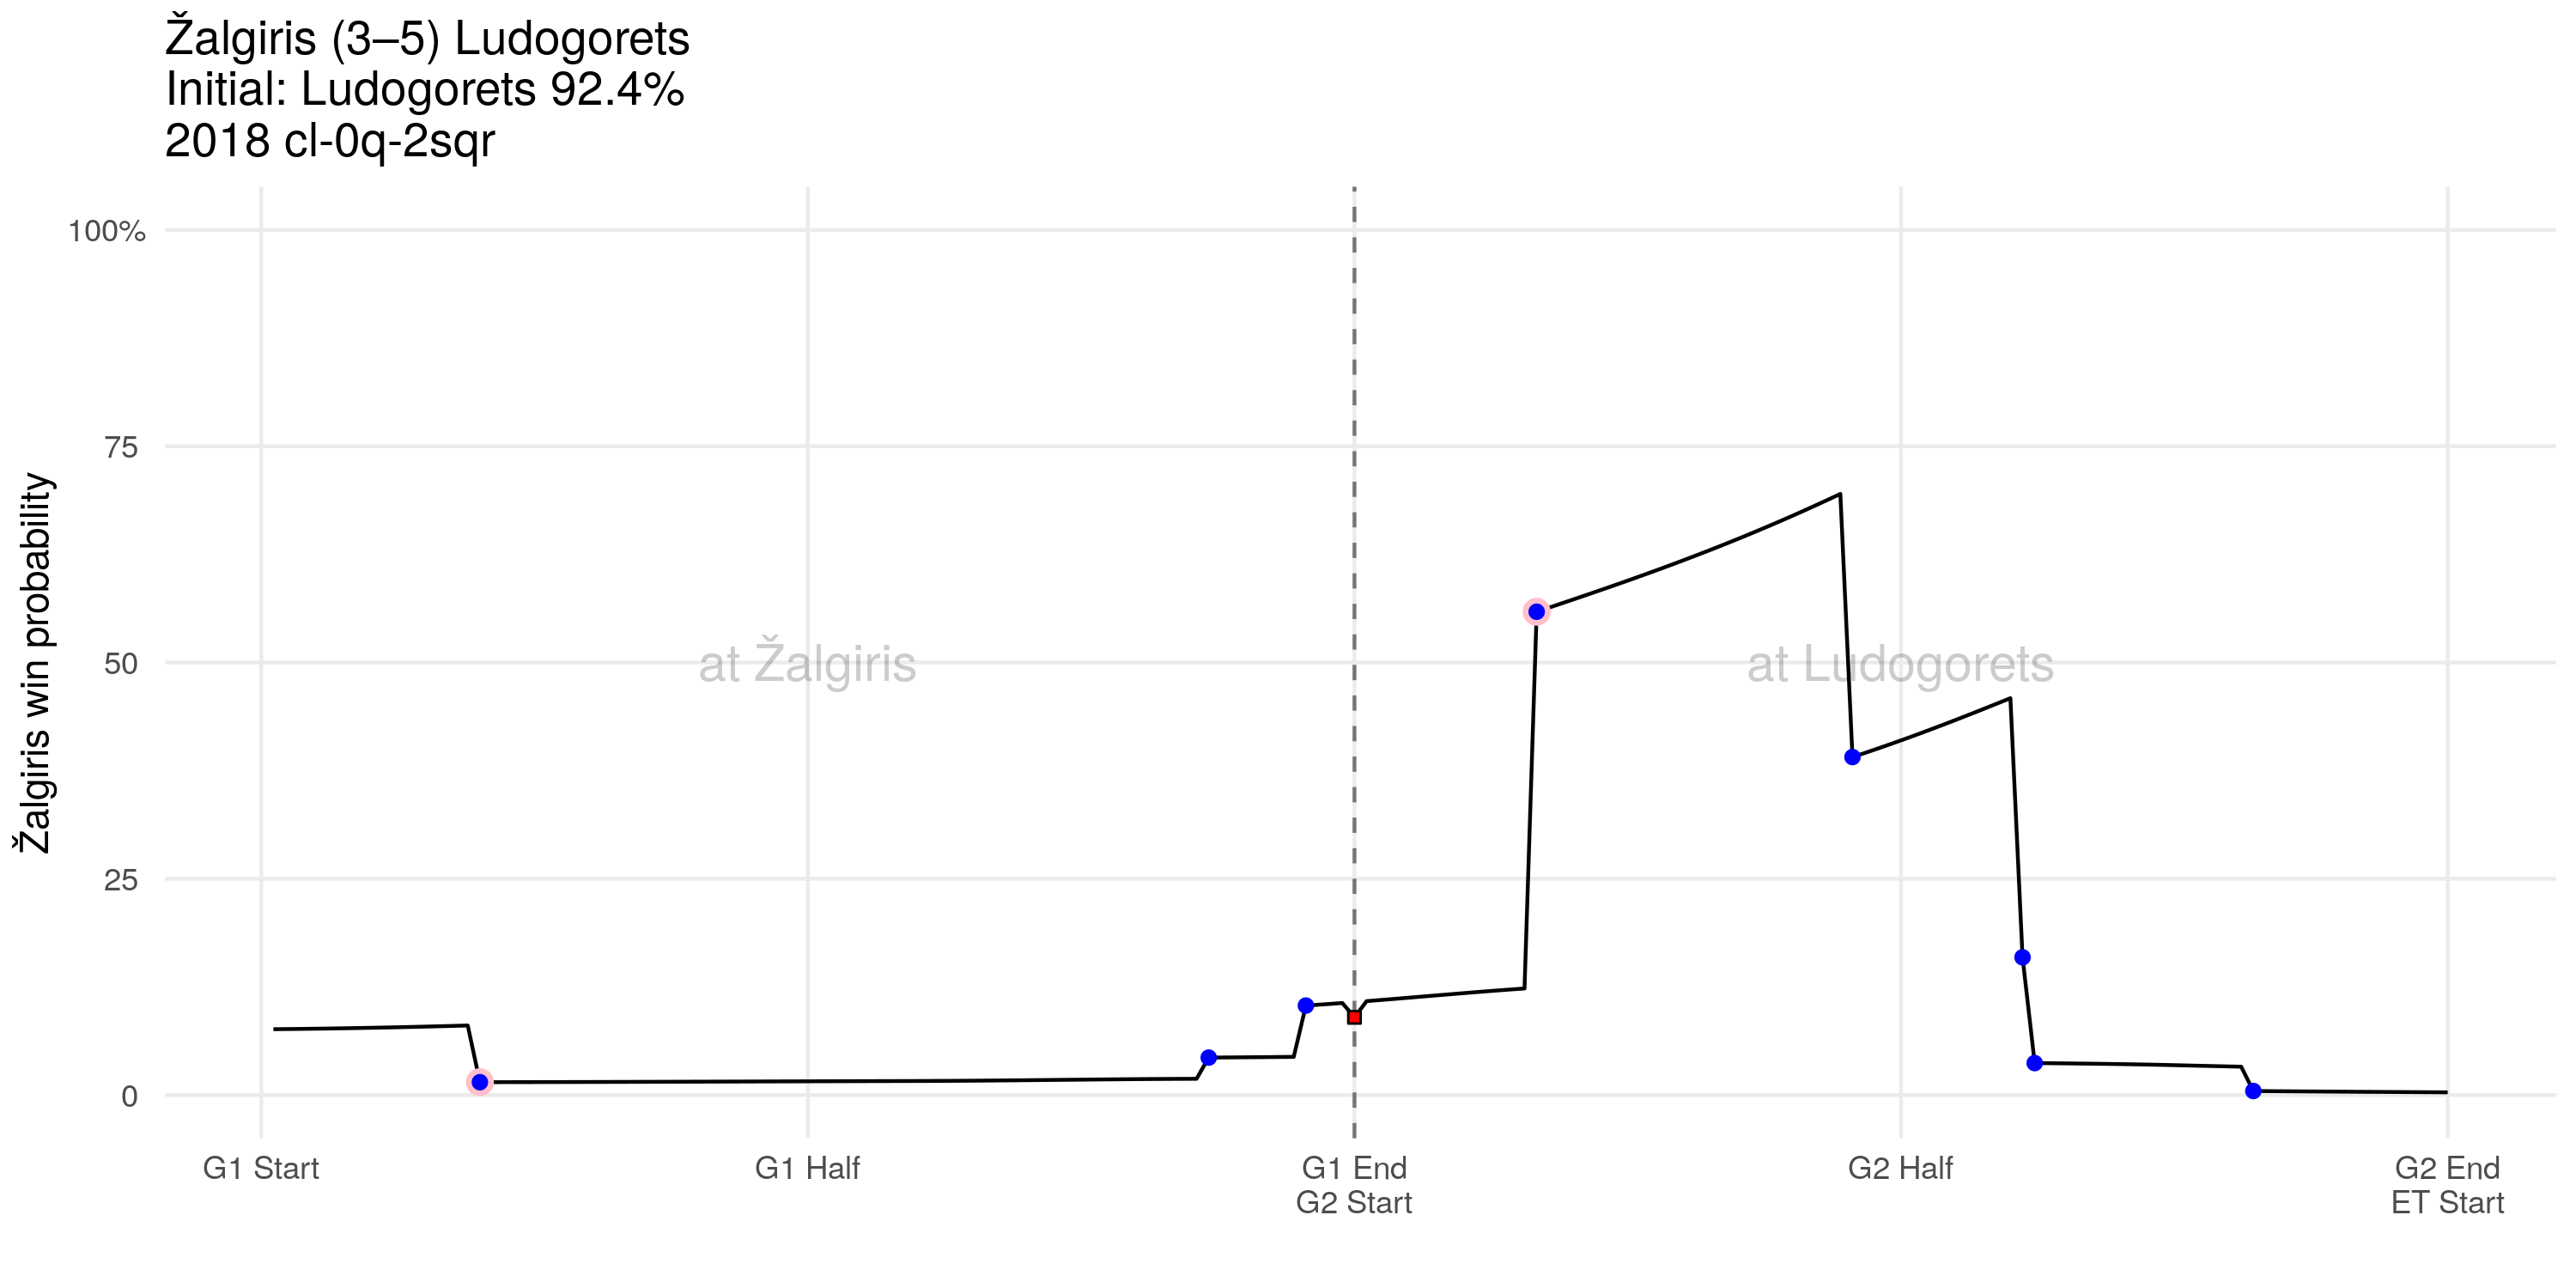 Žalgiris (3–5) Ludogorets
Initial: Ludogorets 92.4%
2018 cl-0q-2sqr
Žalgiris win probability
100%
75
50
25
0
at Žalgiris
at Ludogorets
G1 Start
G1 Half
G1 End
G2 Start
G2 Half
G2 End
ET Start